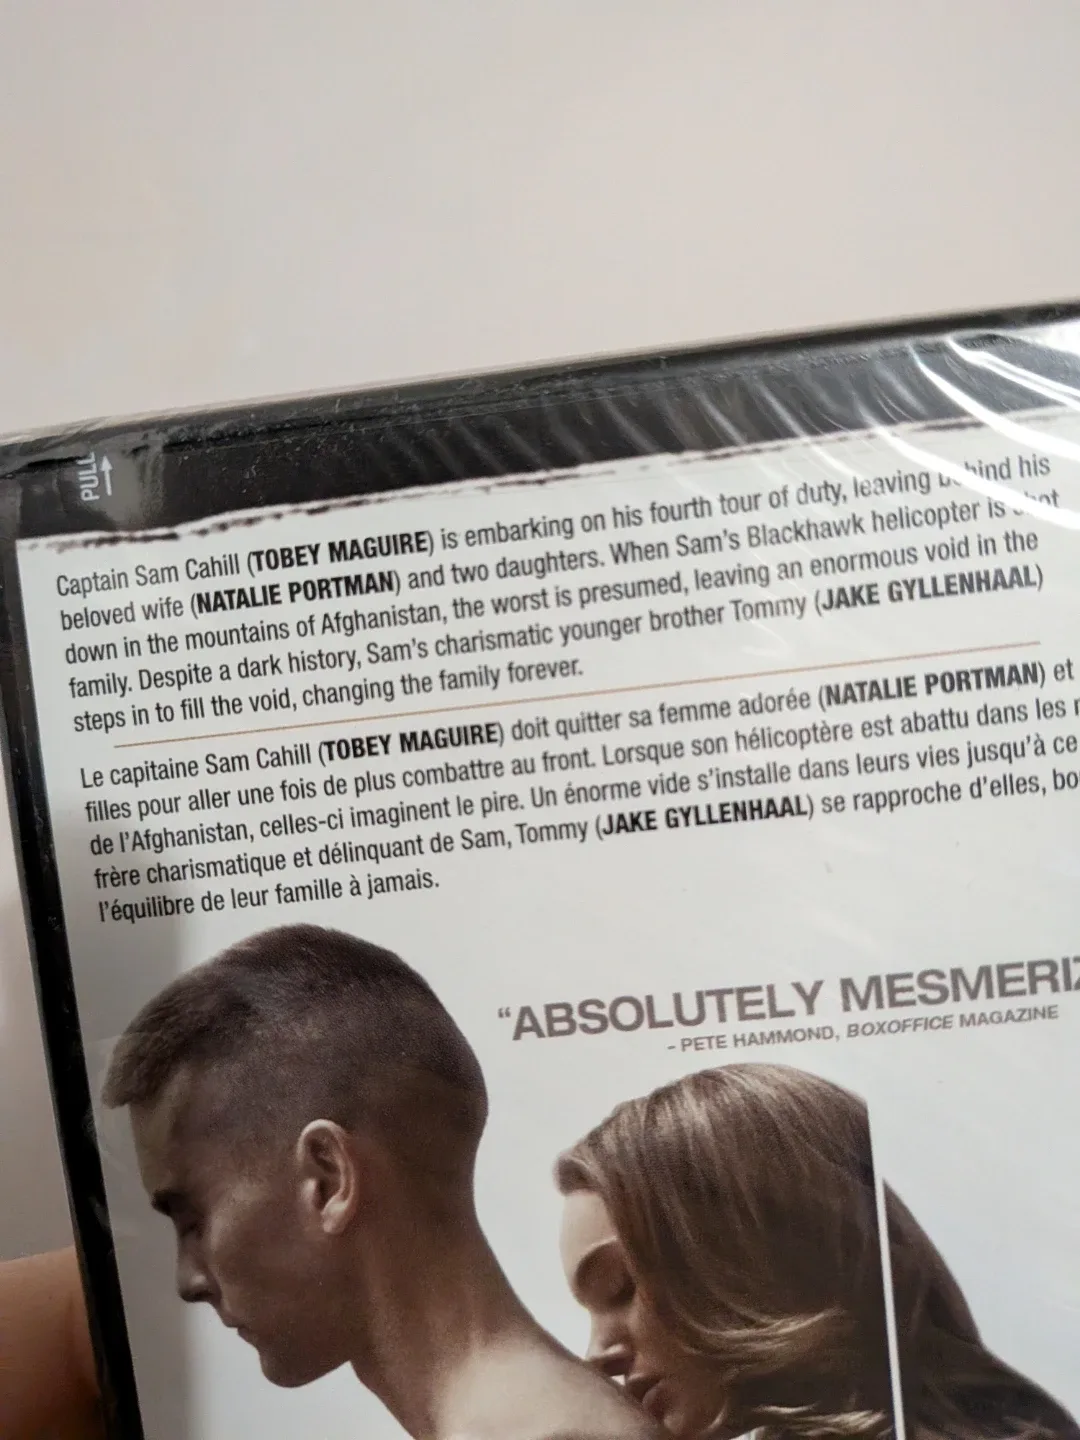 PULL
Captain Sam Cahill (TOBEY MAGUIRE) is embarking on his fourth tour of duty, leaving behind his
beloved wife (NATALIE PORTMAN) and two daughters. When Sam's Blackhawk helicopter is shot
down in the mountains of Afghanistan, the worst is presumed, leaving an enormous void in the
family. Despite a dark history, Sam's charismatic younger brother Tommy (JAKE GYLLENHAAL)
steps in to fill the void, changing the family forever.
Le capitaine Sam Cahill (TOBEY MAGUIRE) doit quitter sa femme adorée (NATALIE PORTMAN) et
filles pour aller une fois de plus combattre au front. Lorsque son hélicoptère est abattu dans les
de l'Afghanistan, celles-ci imaginent le pire. Un énorme vide s'installe dans leurs vies jusqu'à ce
frère charismatique et délinquant de Sam, Tommy (JAKE GYLLENHAAL) se rapproche d'elles,
l'équilibre de leur famille à jamais.
"ABSOLUTELY
- PETE HAMMOND, BOXOFFICE MAGAZINE